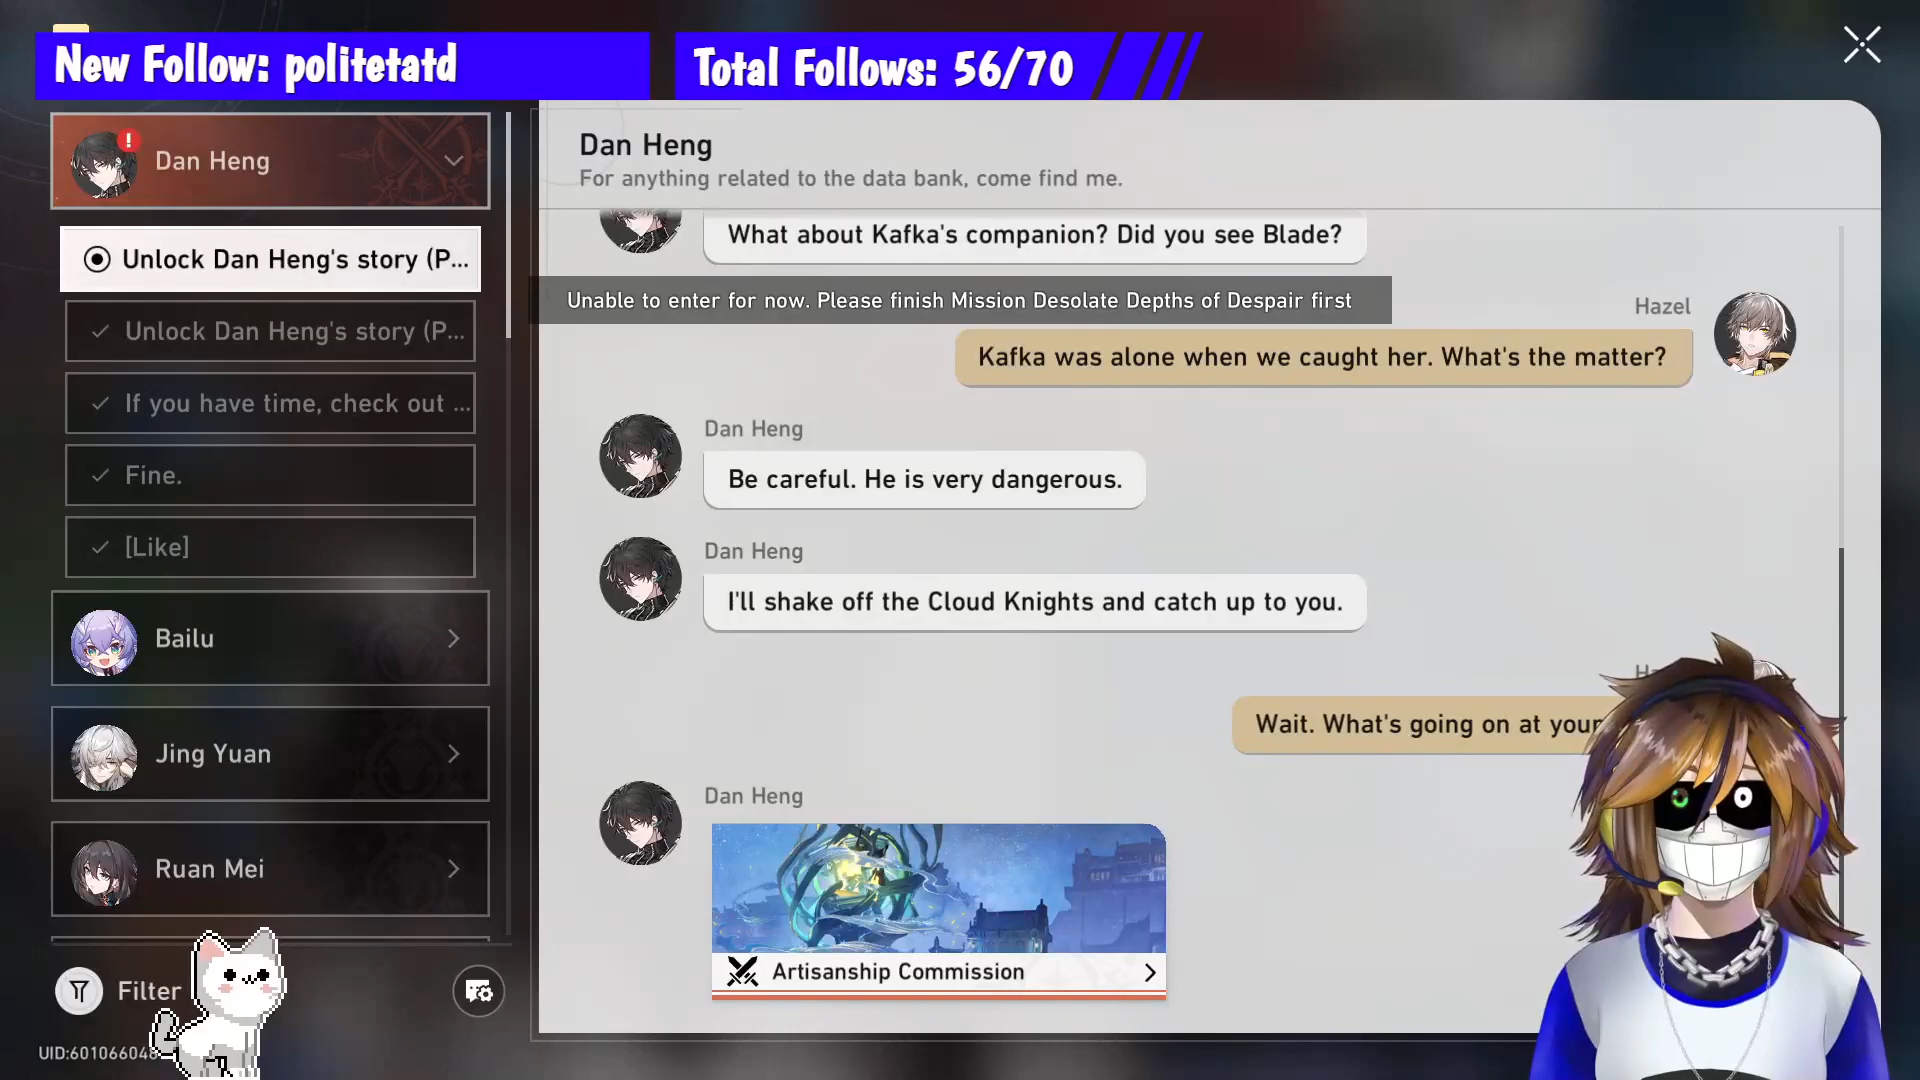 New Follow: politetatd
Total Follows: 56/70
Dan Heng
Unlock Dan Heng's story (P...
Unlock Dan Heng's story (P...
If you have time, check out ...
Fine.
[Like]
Bailu
Jing Yuan
Ruan Mei
Filter
UID:601066048
Dan Heng
For anything related to the data bank, come find me.
What about Kafka's companion? Did you see Blade?
Unable to enter for now. Please finish Mission Desolate Depths of Despair first
Hazel
Kafka was alone when we caught her. What's the matter?
Dan Heng
Be careful. He is very dangerous.
Dan Heng
I'll shake off the Cloud Knights and catch up to you.
Wait. What's going on at your
Dan Heng
Artisanship Commission